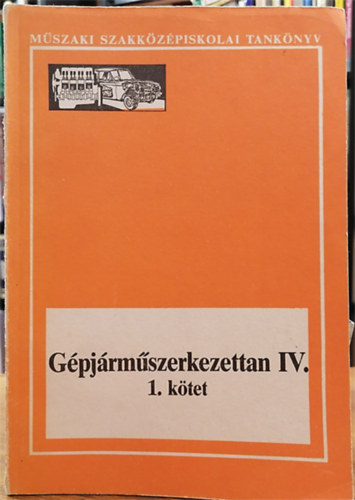 MŰSZAKI SZAKKÖZÉPISKOLAI TANKÖNYV
Gépjárműszerkezettan IV.
1. kötet